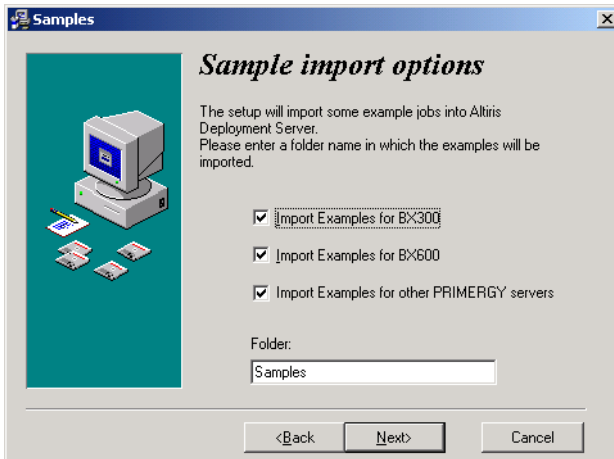 Samples
Sample import options
The setup will import some example jobs into Altiris
Deployment Server.
Please enter a folder name in which the examples will be
imported.
Import Examples for BX300
Import Examples for BX600
Import Examples for other PRIMERGY servers
Folder:
Samples
<Back
Next>
Cancel